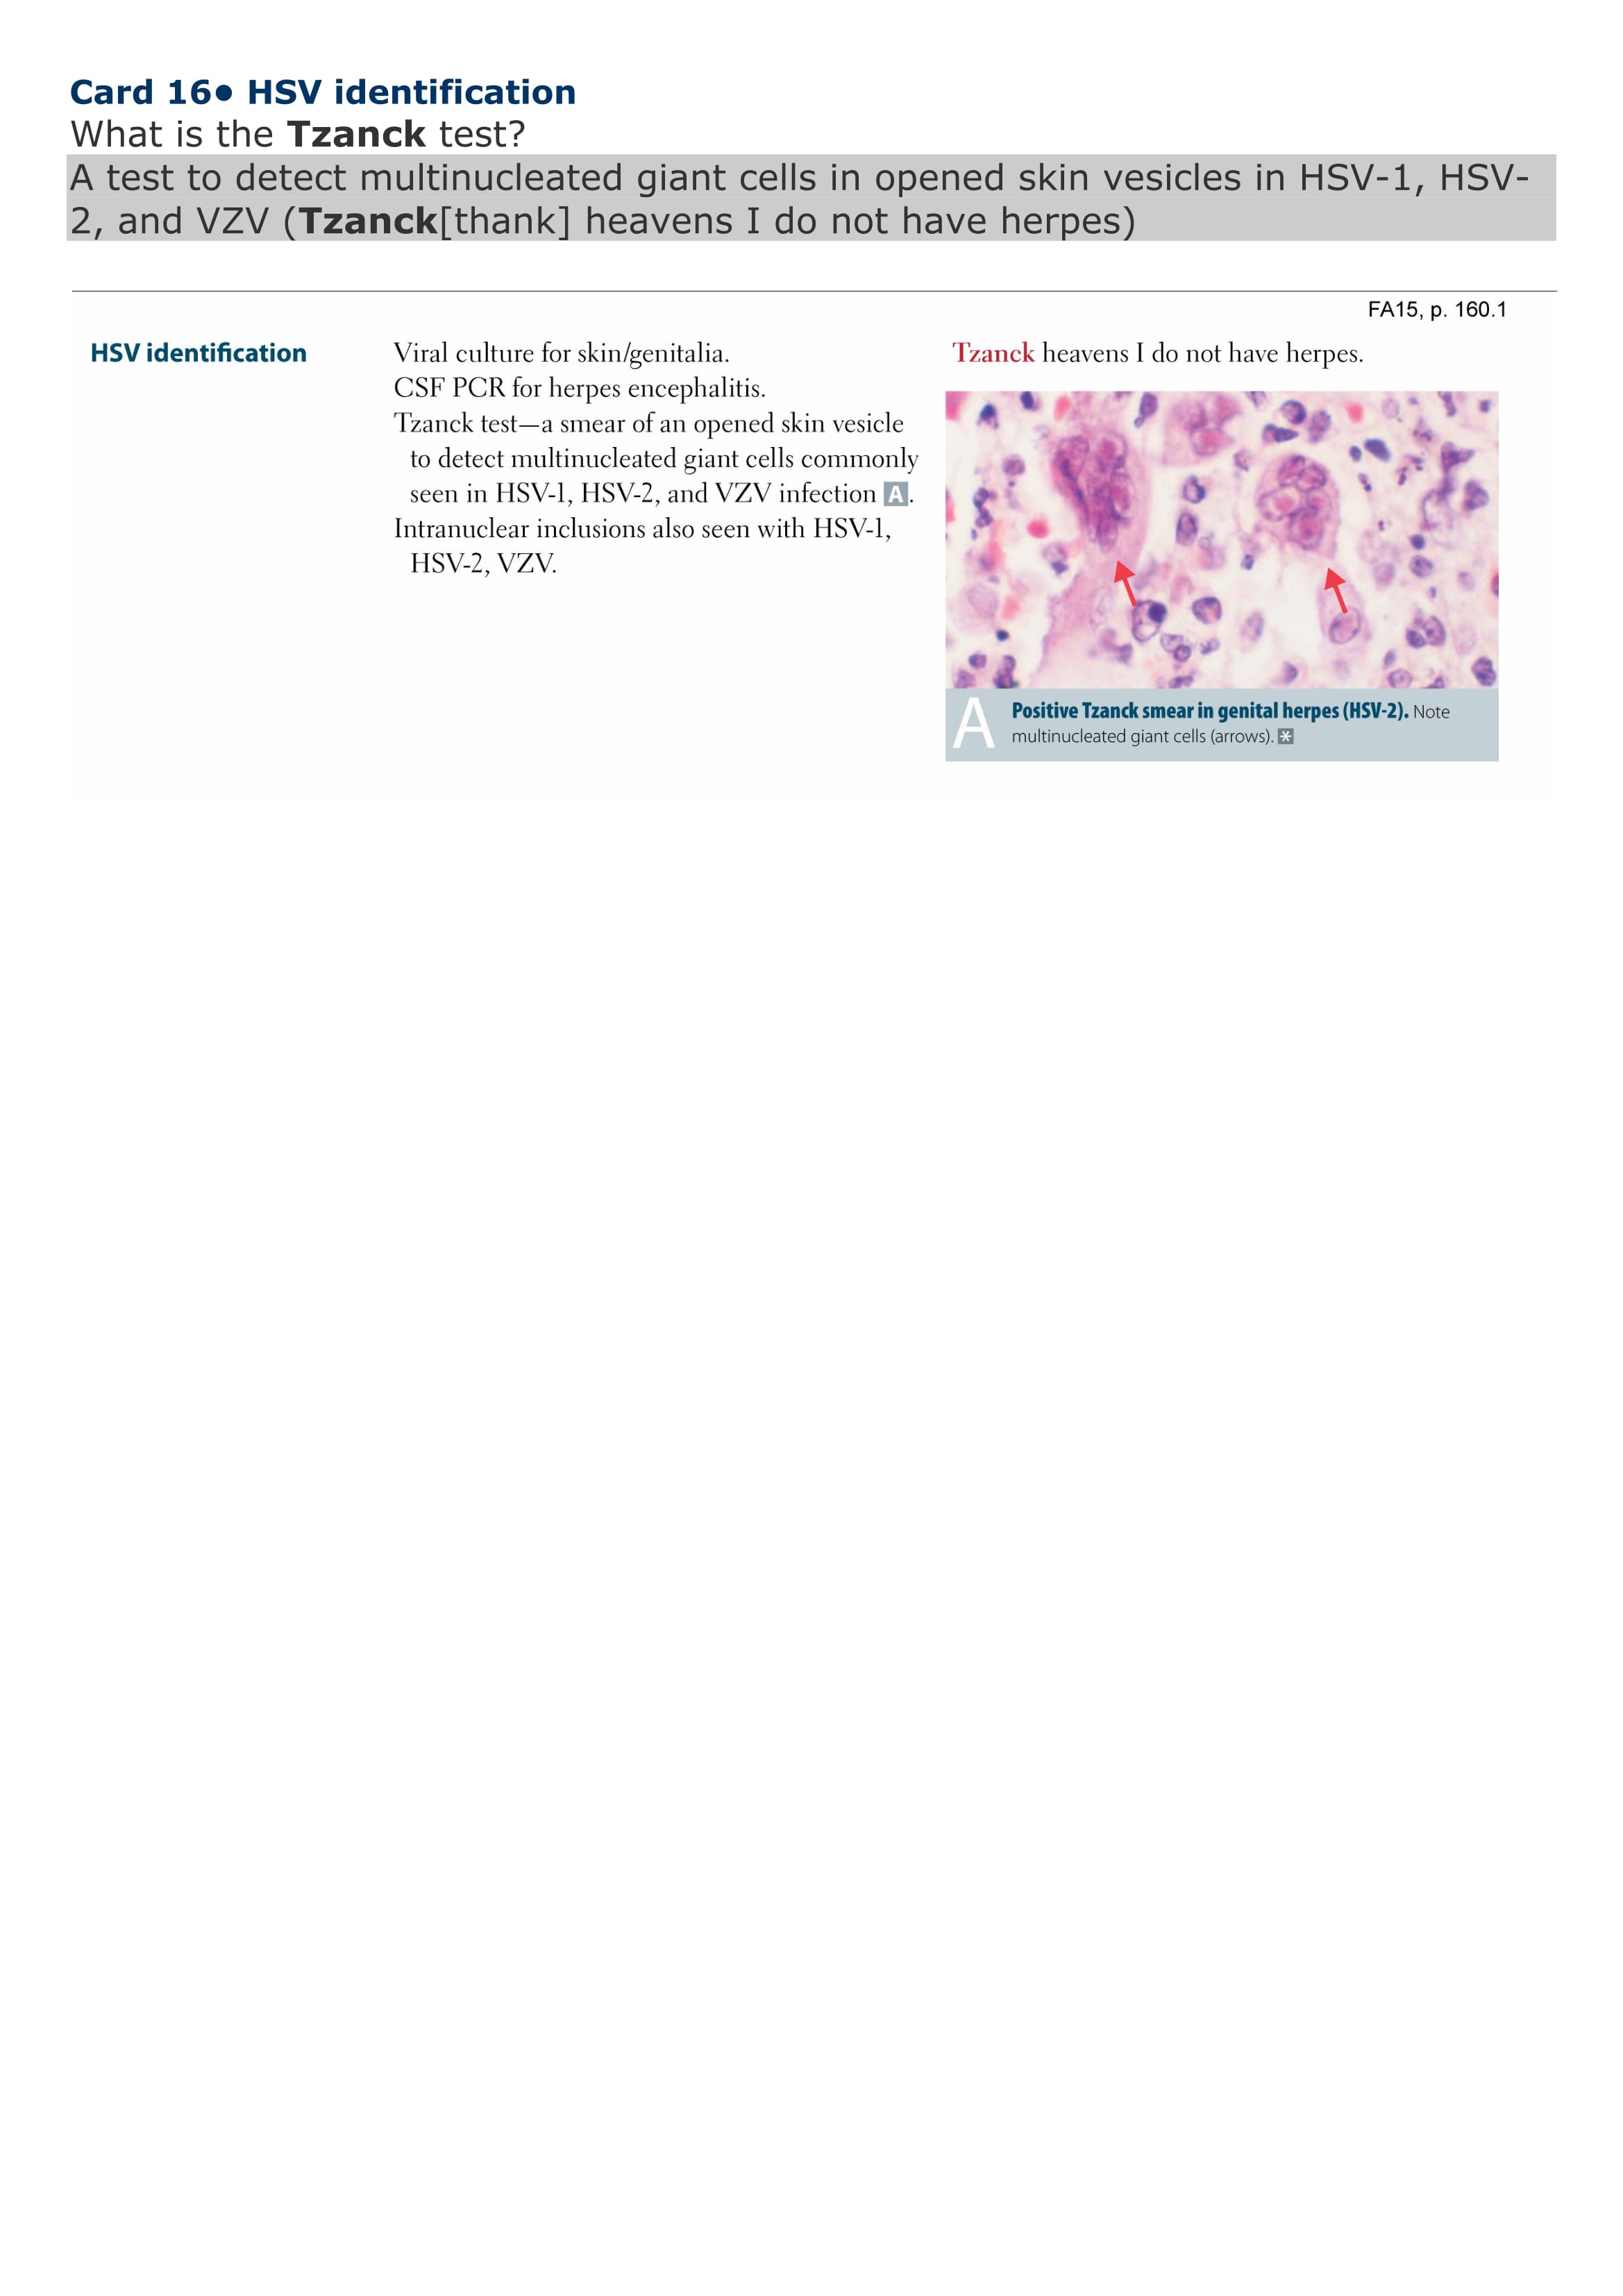 Card 16● HSV identification
What is the Tzanck test?
A test to detect multinucleated giant cells in opened skin vesicles in HSV-1, HSV-
2, and VZV (Tzanck[thank] heavens I do not have herpes)
FA15, p. 160.1
HSV identification
Viral culture for skin/genitalia.
CSF PCR for herpes encephalitis.
Tzanck test—a smear of an opened skin vesicle
to detect multinucleated giant cells commonly
seen in HSV-1, HSV-2, and VZV infection A.
Intranuclear inclusions also seen with HSV-1,
HSV-2, VZV.
Tzanck heavens I do not have herpes.
A
Positive Tzanck smear in genital herpes (HSV-2). Note
multinucleated giant cells (arrows). *